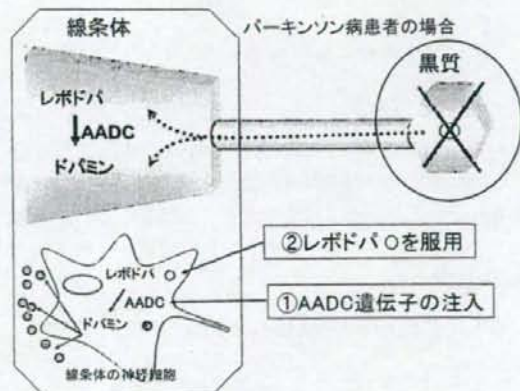 線条体
パーキンソン病患者の場合
黒質
レボドパ
AADC
ドパミン
②レボドパ○を服用
レボドパ
①AADC遺伝子の注入
AADC
ドパミン
線条体の神経細胞